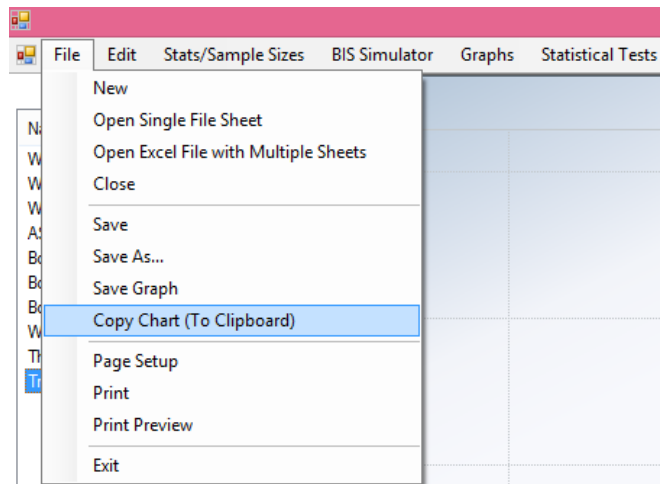 File Edit Stats/Sample Sizes BIS Simulator Graphs Statistical Tests
New
Open Single File Sheet
Open Excel File with Multiple Sheets
Close
Save
Save As...
Save Graph
Copy Chart (To Clipboard)
Page Setup
Print
Print Preview
Exit